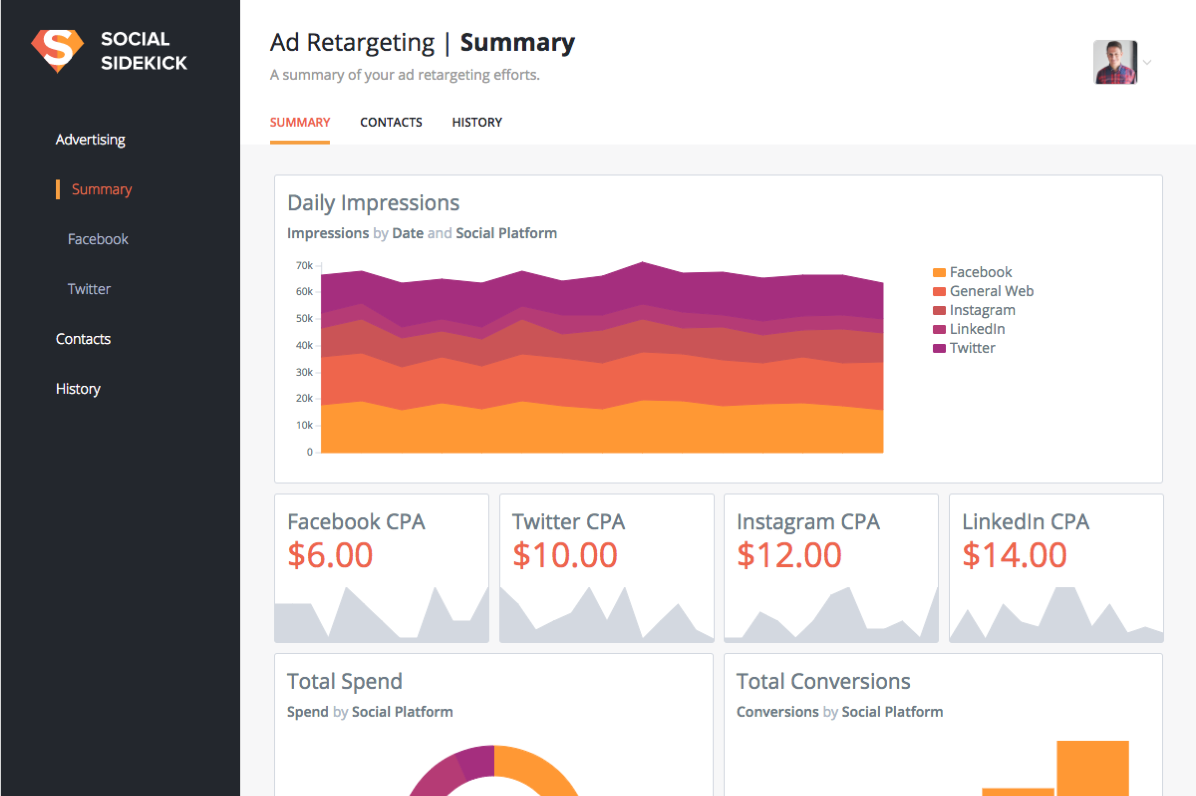 SOCIAL
SIDEKICK
Advertising
Summary
Facebook
Twitter
Contacts
History
Ad Retargeting | Summary
A summary of your ad retargeting efforts.
SUMMARY CONTACTS HISTORY
Daily Impressions
Impressions by Date and Social Platform
70k
60k
50k
40k
30k
20k
10k
0
Facebook
General Web
Instagram
LinkedIn
Twitter
Facebook CPA
$6.00
Twitter CPA
$10.00
Instagram CPA
$12.00
LinkedIn CPA
$14.00
Total Spend
Spend by Social Platform
Total Conversions
Conversions by Social Platform